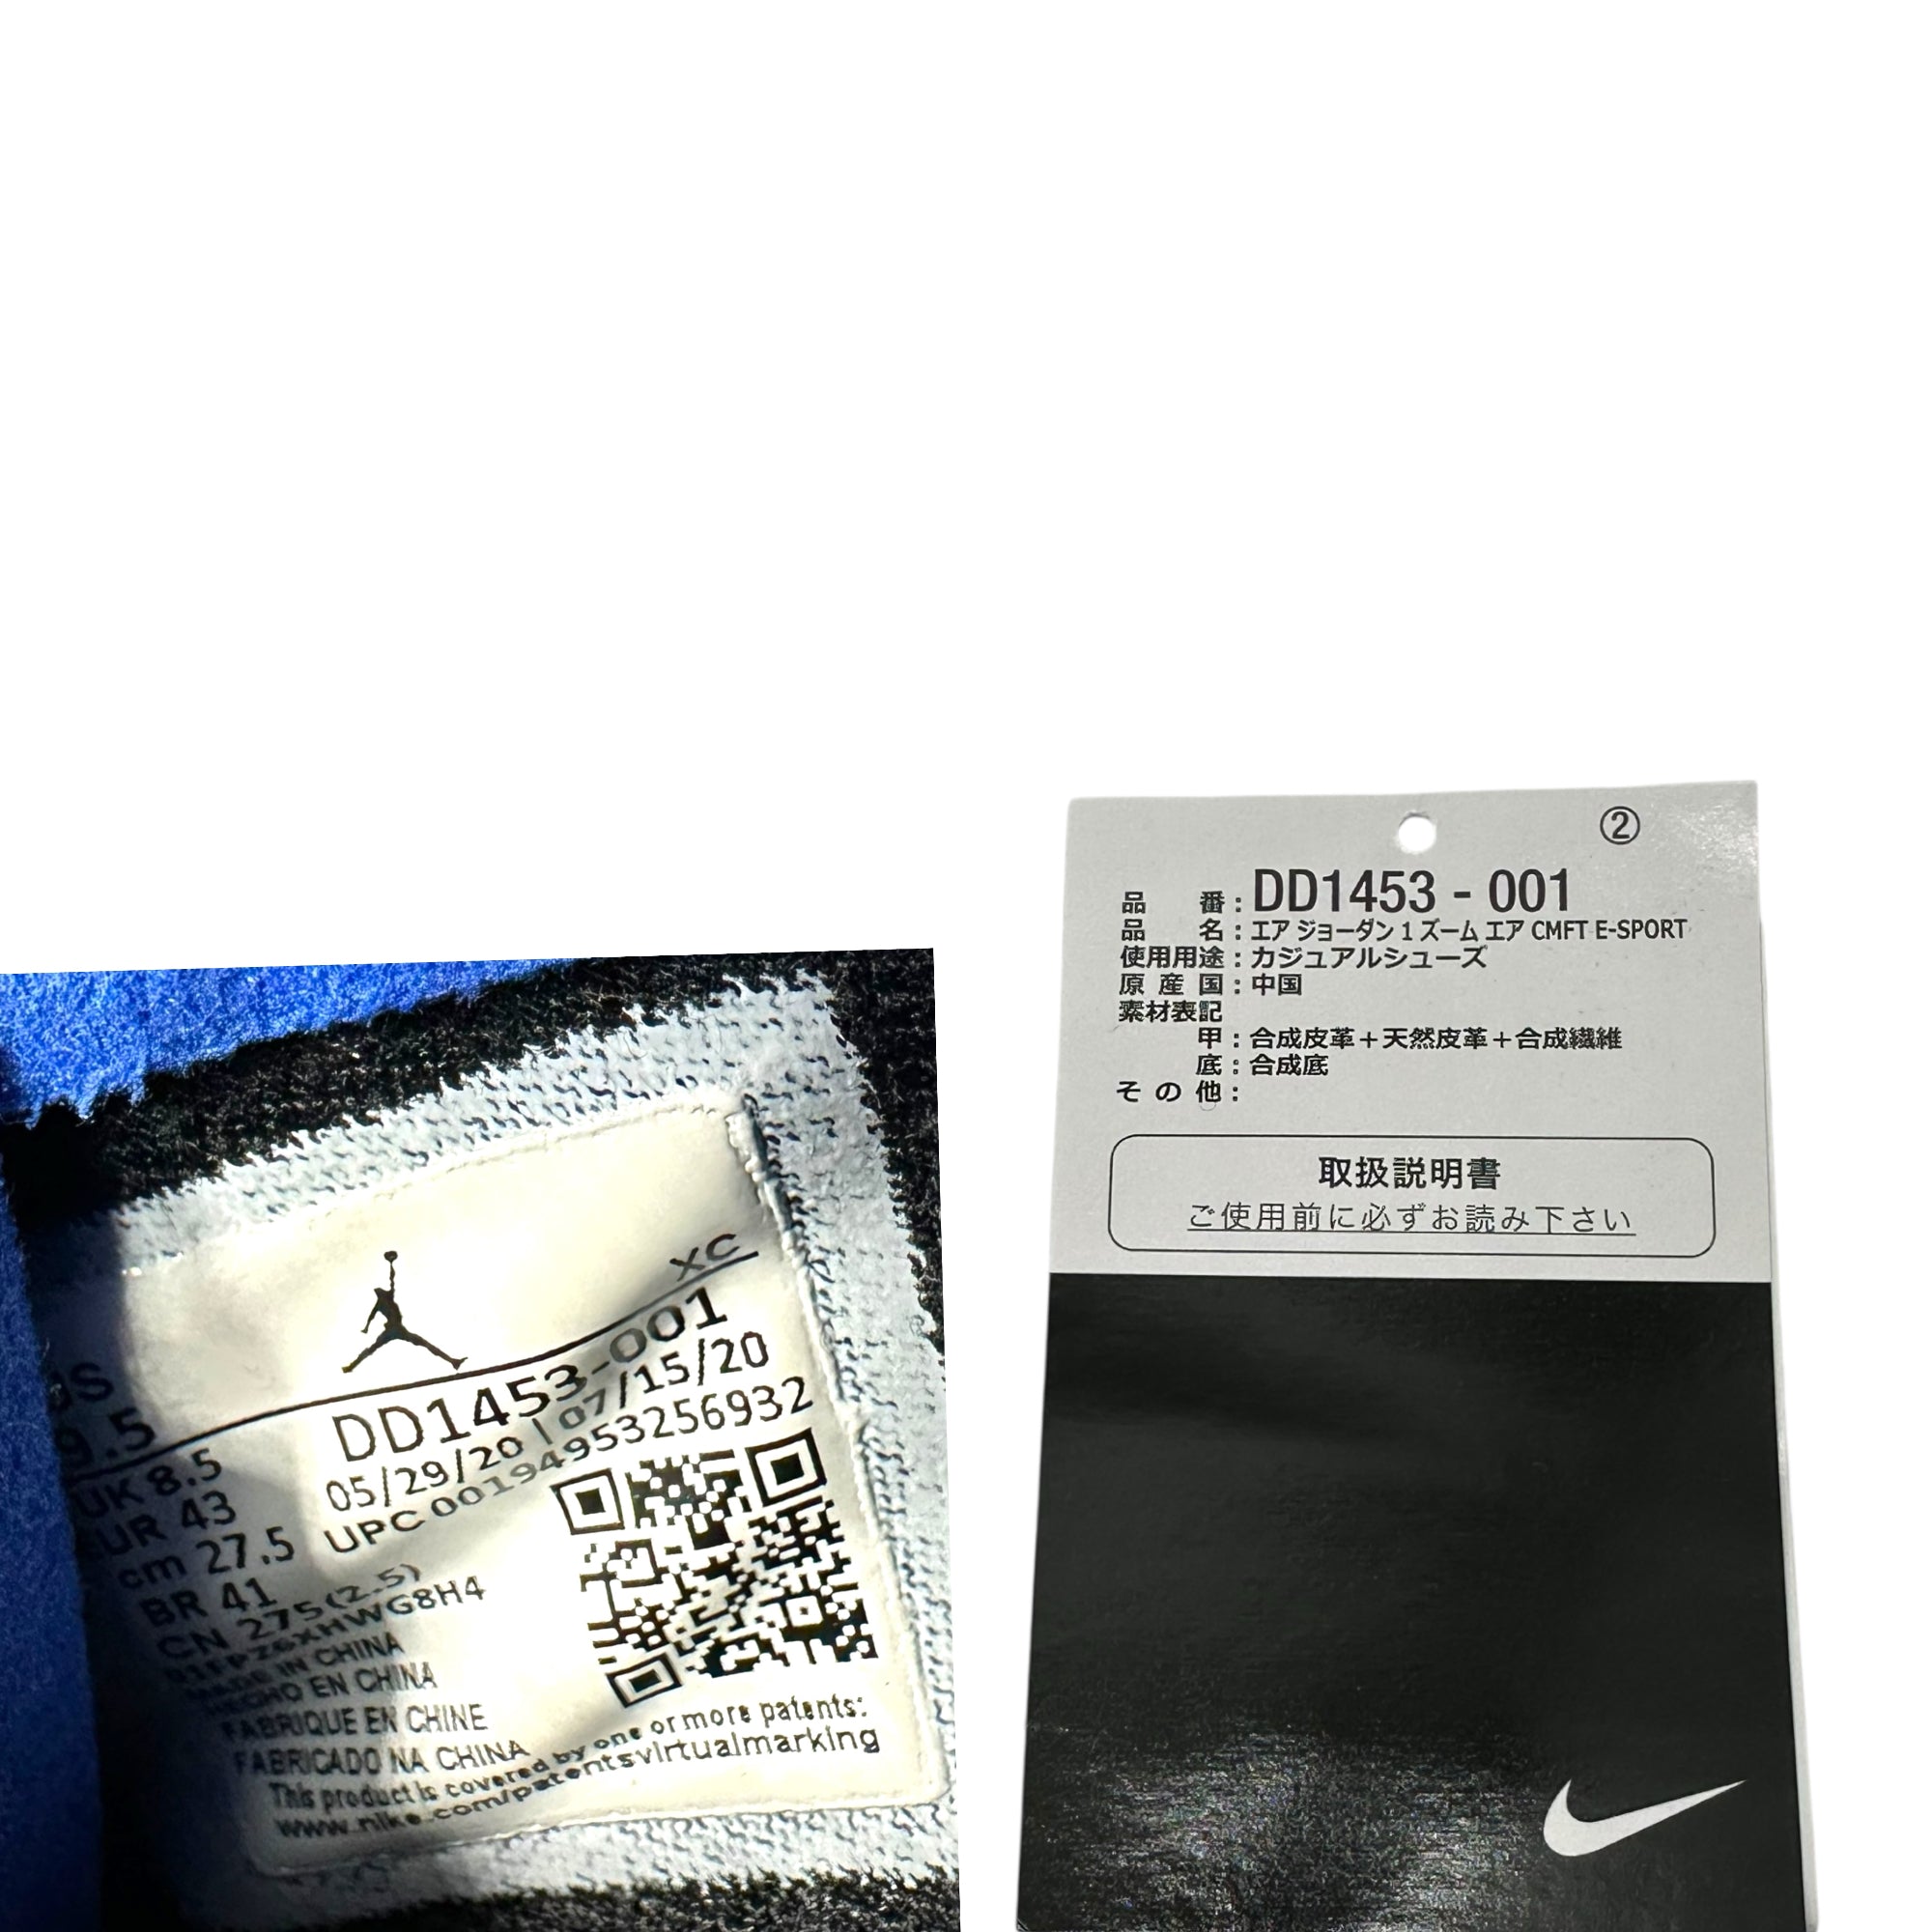 XC
US
9.5
UK 8.5
EUR 43
cm 27.5
BR 41
CN 275(2.5)
DD1453-001
05/29/20 | 07/15/20
UPC 00194953256932
MADE IN CHINA
HECHO EN CHINA
FABRIQUE EN CHINE
FABRICADO NA CHINA
This product is covered by one or more patents:
www.nike.com/patentsvirtualmarking
②
品 番 : DD1453 - 001
品 名 : エア ジョーダン 1 ズーム エア CMFT E-SPORT
使用用途 : カジュアルシューズ
原 産 国 : 中国
素材表記
甲 : 合成皮革＋天然皮革＋合成繊維
底 : 合成底
そ の 他 :
取扱説明書
ご使用前に必ずお読み下さい